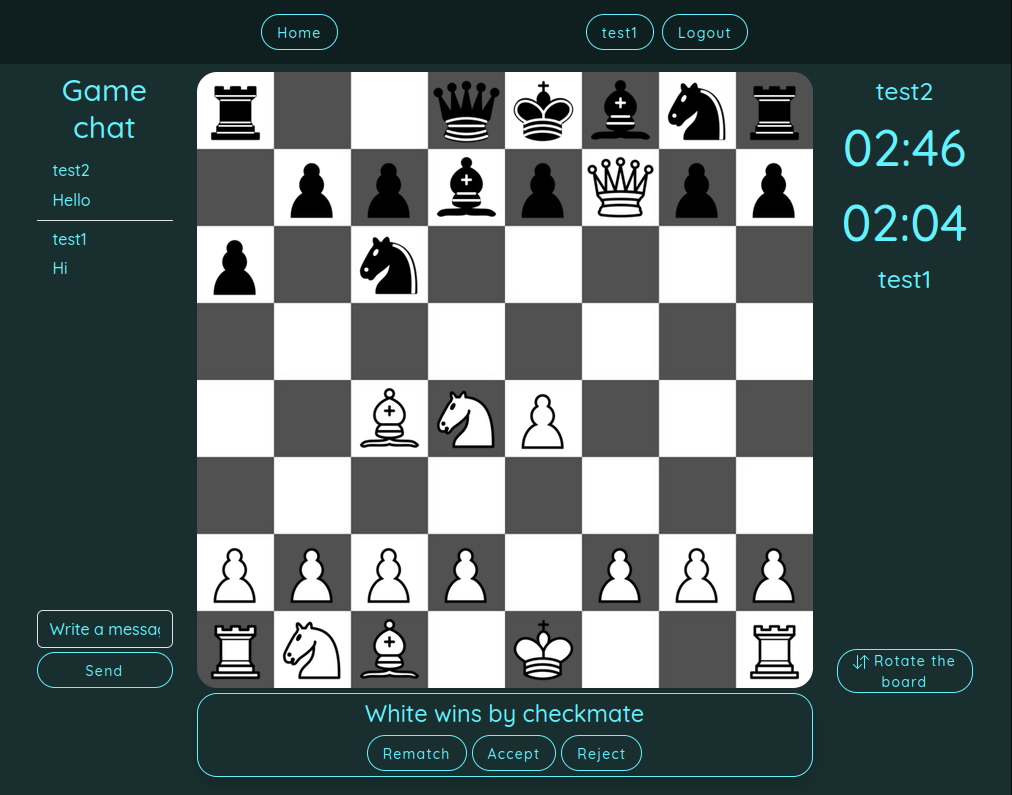 Home
test1
Logout
Game
chat
test2
Hello
test1
Hi
Write a messag
Send
test2
02:46
02:04
test1
Rotate the
board
White wins by checkmate
Rematch
Accept
Reject